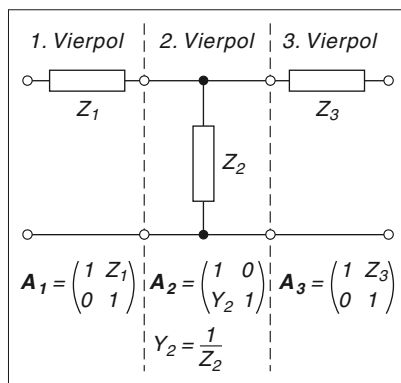 1. Vierpol 2. Vierpol 3. Vierpol
Z1 Z3
Z2
A1 = (1 Z1 A2 = (1 0 A3 = (1 Z3
0 1) Y2 1) 0 1)
Y2 = 1
Z2